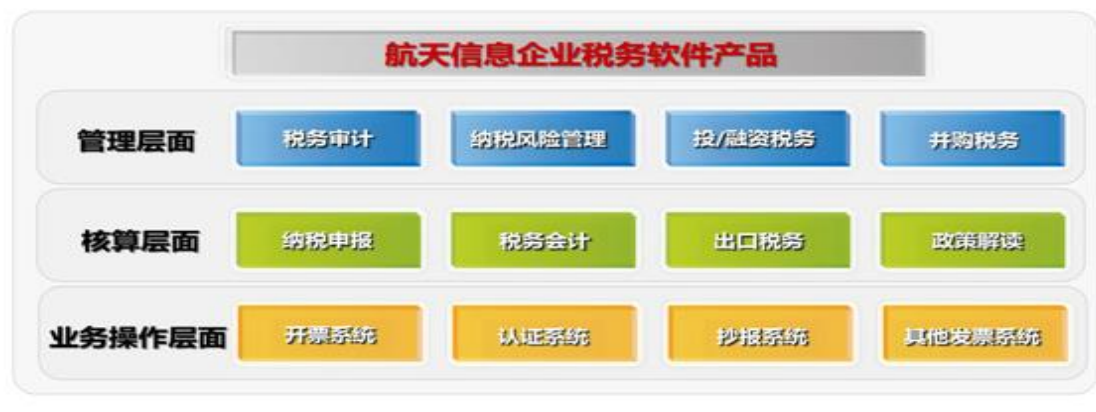 航天信息企业税务软件产品
管理层面 税务审计 纳税风险管理 投/融资税务 并购税务
核算层面 纳税申报 税务会计 出口税务 政策解读
业务操作层面 开票系统 认证系统 抄报系统 其他发票系统